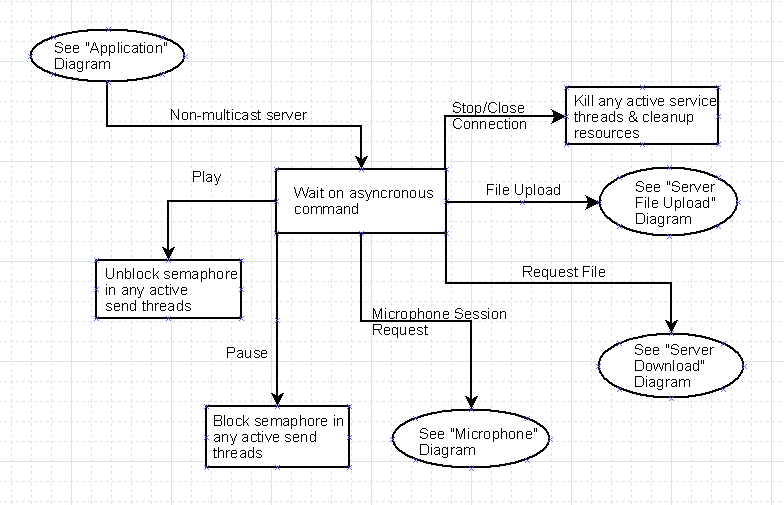 See "Application"
Diagram
Non-multicast server
Stop/Close
Connection
Kill any active service
threads & cleanup
resources
Play
Wait on asyncronous
command
File Upload
See "Server
File Upload"
Diagram
Unblock semaphore
in any active
send threads
Request File
Microphone Session
Request
Pause
See "Server
Download"
Diagram
Block semaphore in
any active send
threads
See "Microphone"
Diagram